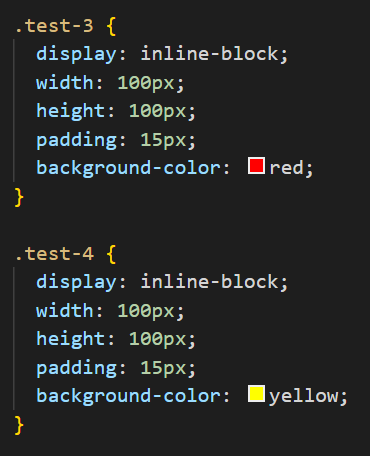 .test-3 {
  display: inline-block;
  width: 100px;
  height: 100px;
  padding: 15px;
  background-color: red;
}
.test-4 {
  display: inline-block;
  width: 100px;
  height: 100px;
  padding: 15px;
  background-color: yellow;
}